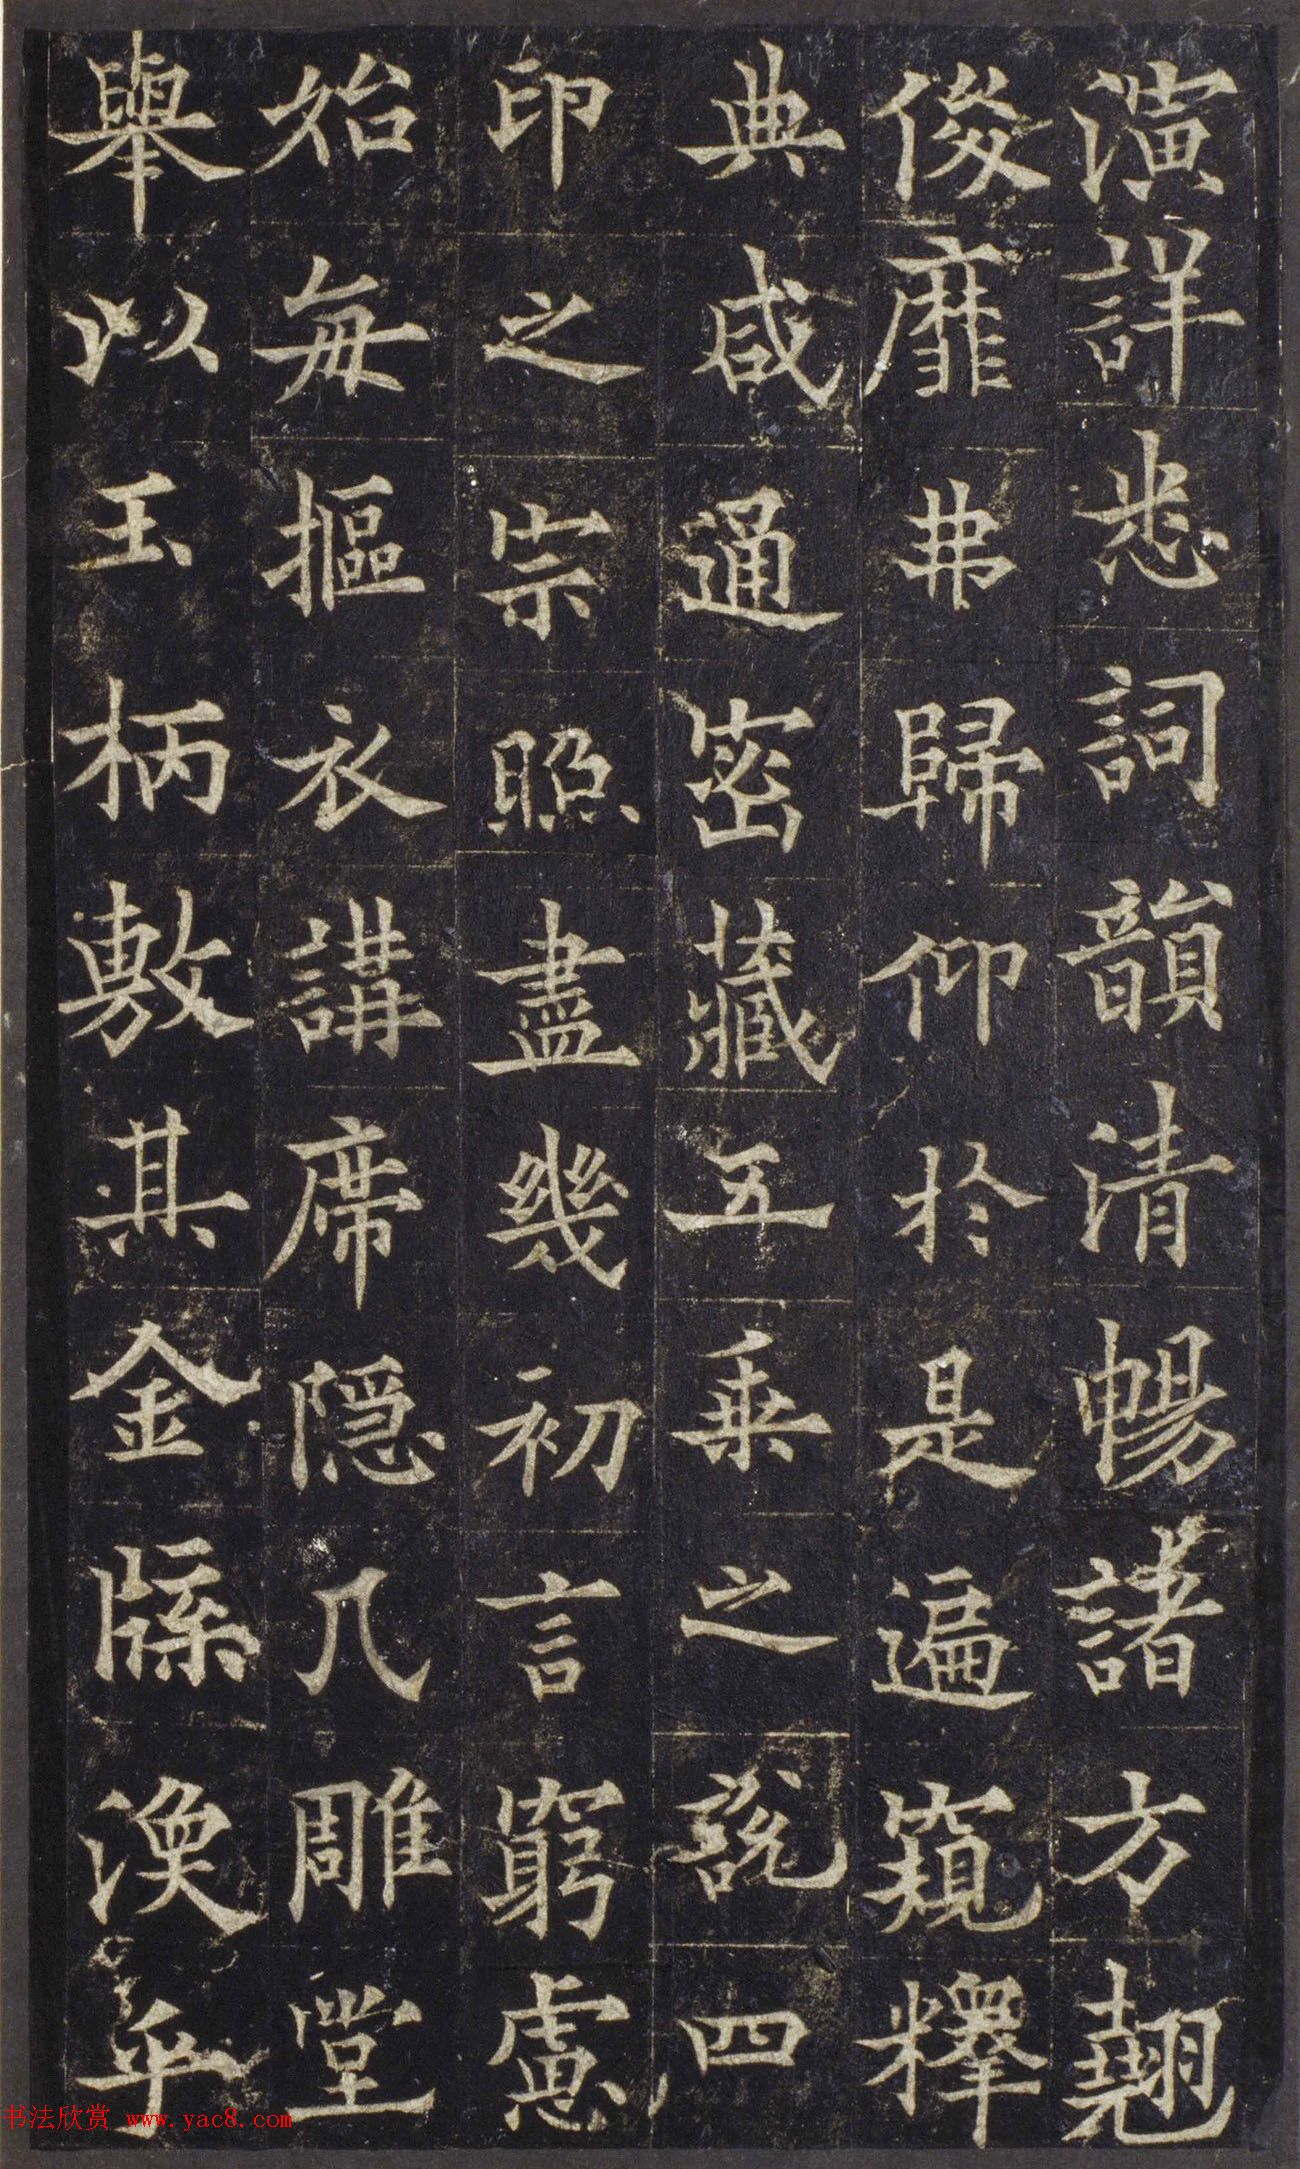 演詳悉詞韻清暢諸方翹
俊靡弗歸仰於是遍窺釋
典咸通密藏五乘之說四
印之宗照盡幾初言窮慮
始每摳衣講席隱几雕堂
舉以玉柄敷其金牒渙乎
书法欣赏 www.yac8.com